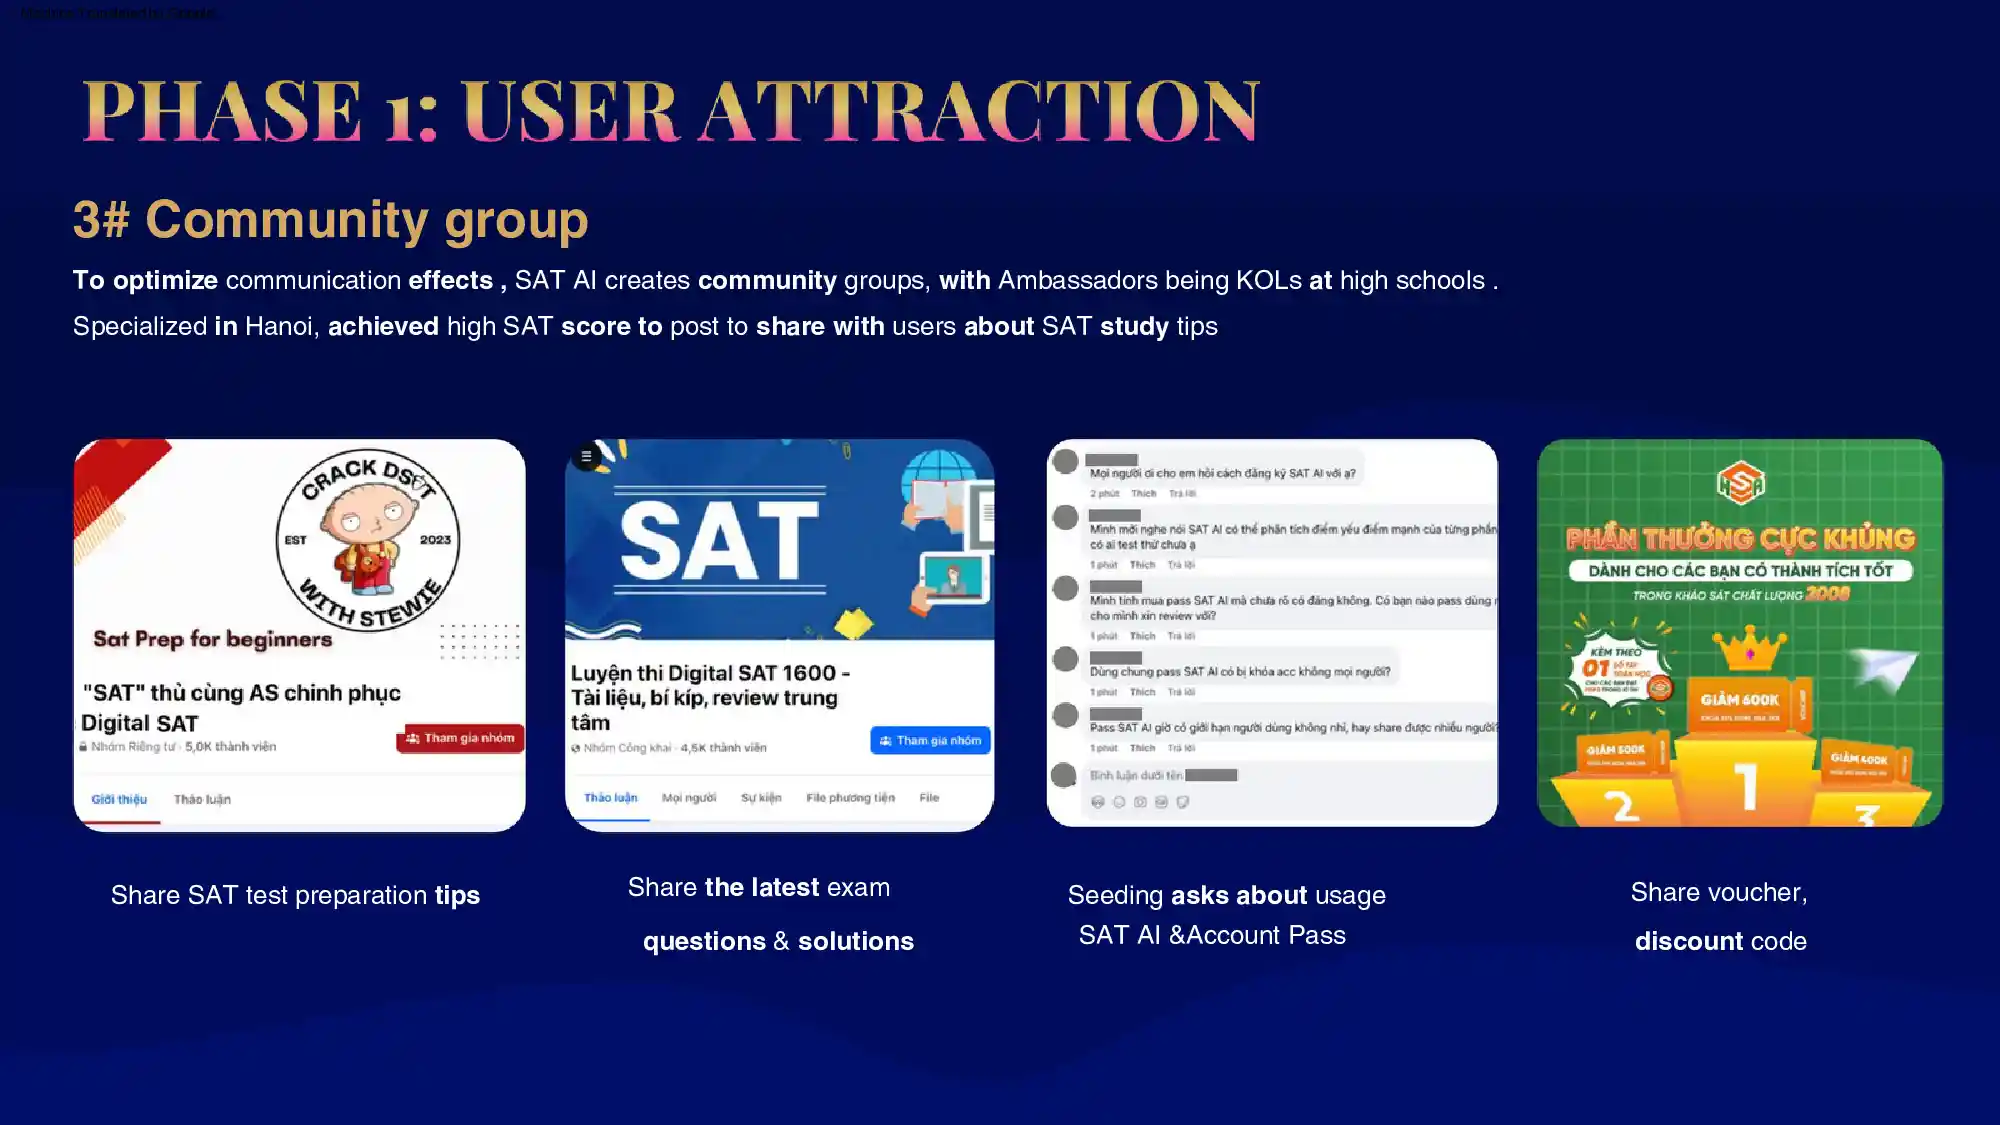 PHASE 1: USER ATTRACTION
3# Community group
To optimize communication effects , SAT AI creates community groups, with Ambassadors being KOLs at high schools .
Specialized in Hanoi, achieved high SAT score to post to share with users about SAT study tips
CRACK DSAT
EST 2023
WITH STEWIE
Sat Prep for beginners
"SAT" thủ cùng AS chinh phục
Digital SAT
Nhóm Riêng tư · 5,0K thành viên
Tham gia nhóm
Giới thiệu Thảo luận
Share SAT test preparation tips
SAT
Luyện thi Digital SAT 1600 -
Tài liệu, bí kíp, review trung
tâm
Nhóm Công khai · 4,5K thành viên
Tham gia nhóm
Thảo luận Mọi người Sự kiện File phương tiện File
Share the latest exam
questions & solutions
Mọi người ơi cho em hỏi cách đăng ký SAT AI với ạ?
2 phút Thích Trả lời
Mình mới nghe nói SAT AI có thể phân tích điểm yếu điểm mạnh của từng phần
có ai test thử chưa ạ
1 phút Thích Trả lời
Mình tính mua pass SAT AI mà chưa rõ có đáng không. Có bạn nào pass dùng
cho mình xin review với?
1 phút Thích Trả lời
Dùng chung pass SAT AI có bị khóa acc không mọi người?
1 phút Thích Trả lời
Pass SAT AI giờ có giới hạn người dùng không nhỉ, hay share được nhiều người?
1 phút Thích Trả lời
Bình luận dưới tên
Seeding asks about usage
SAT AI &Account Pass
HSA
PHẦN THƯỞNG CỰC KHỦNG
DÀNH CHO CÁC BẠN CÓ THÀNH TÍCH TỐT
TRONG KHẢO SÁT CHẤT LƯỢNG 2008
KÈM THEO
01 SỔ TAY
GIẢM 600K
GIẢM 500K
GIẢM 400K
1
2
3
Share voucher,
discount code